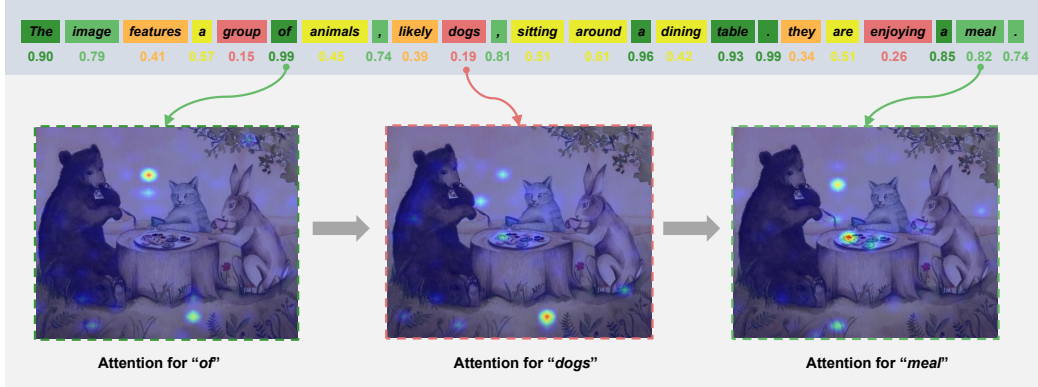 The image features a group of animals , likely dogs , sitting around a dining table . they are enjoying a meal .
0.90 0.79 0.41 0.57 0.15 0.99 0.45 0.74 0.39 0.19 0.81 0.51 0.61 0.96 0.42 0.93 0.99 0.34 0.61 0.26 0.85 0.82 0.74
Attention for "of" Attention for "dogs" Attention for "meal"